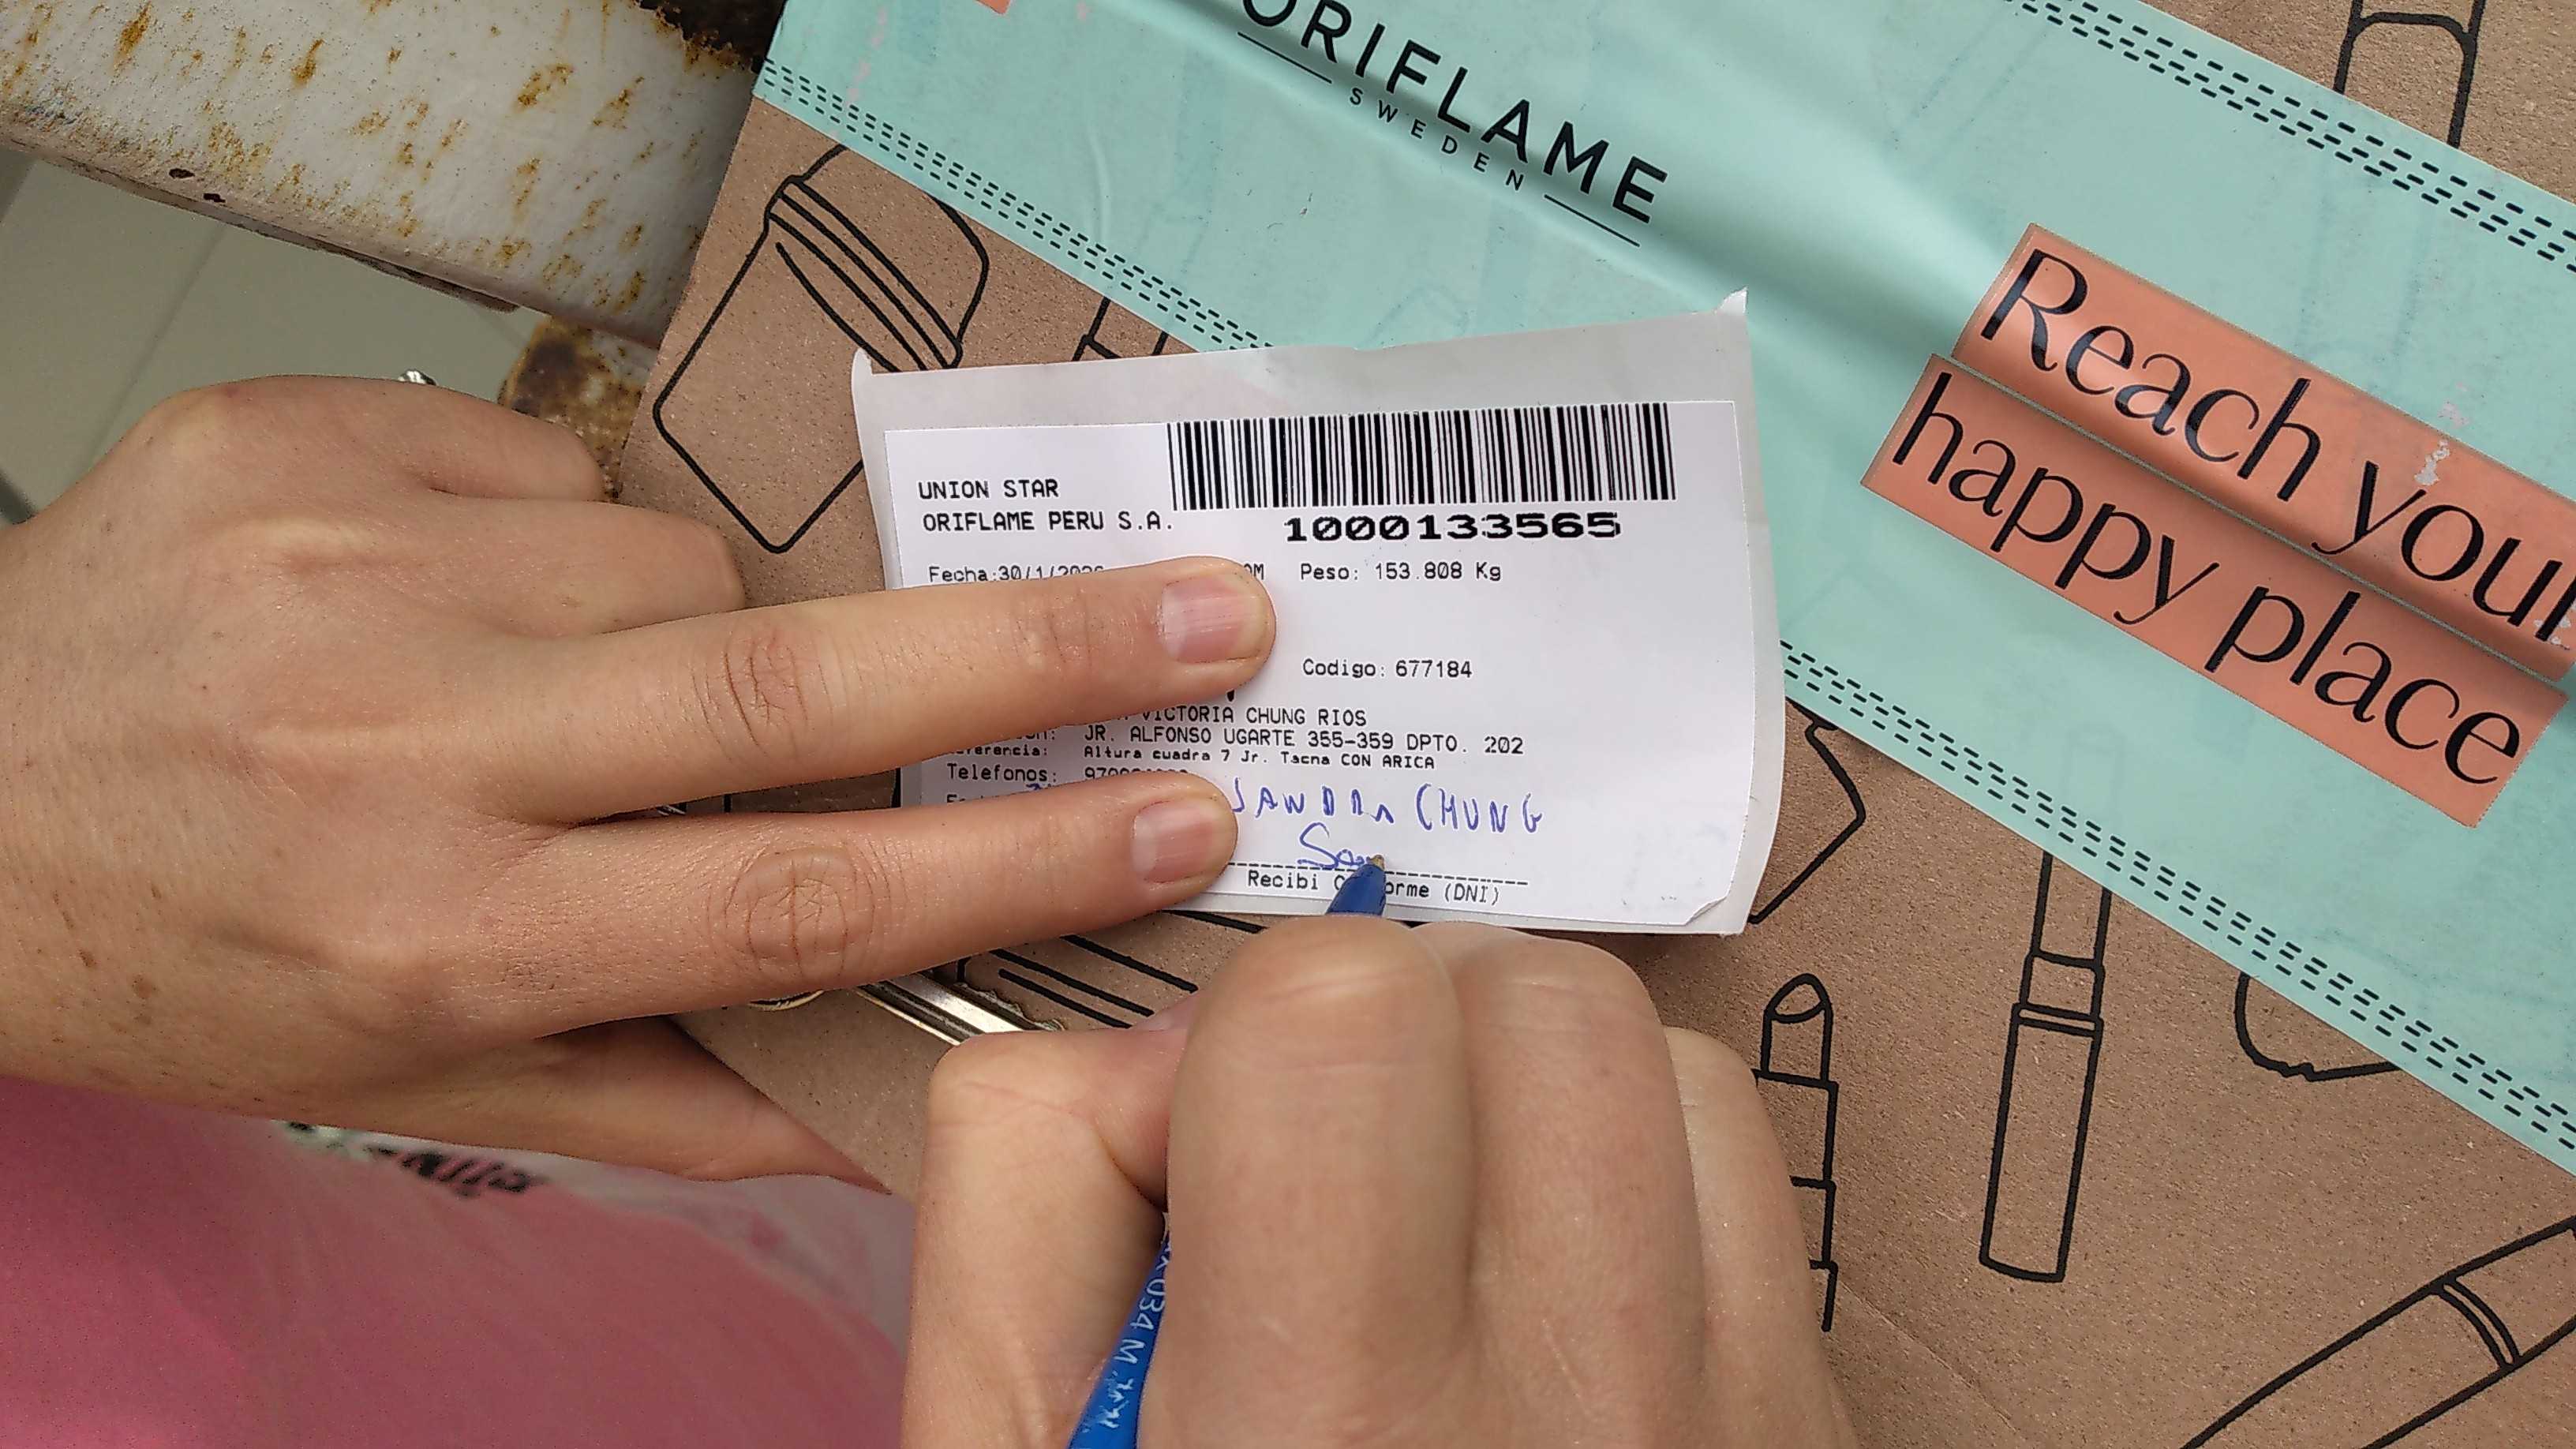 ORIFLAME
SWEDEN
Reach your
happy place
UNION STAR
ORIFLAME PERU S.A.
1000133565
Fecha:30/1/2020
Peso: 153.808 Kg
Codigo: 677184
VICTORIA CHUNG RIOS
JR. ALFONSO UGARTE 355-359 DPTO. 202
Altura cuadra 7 Jr. Tacna CON ARICA
Telefonos:
SANDRA CHUNG
Recibi (DNI)